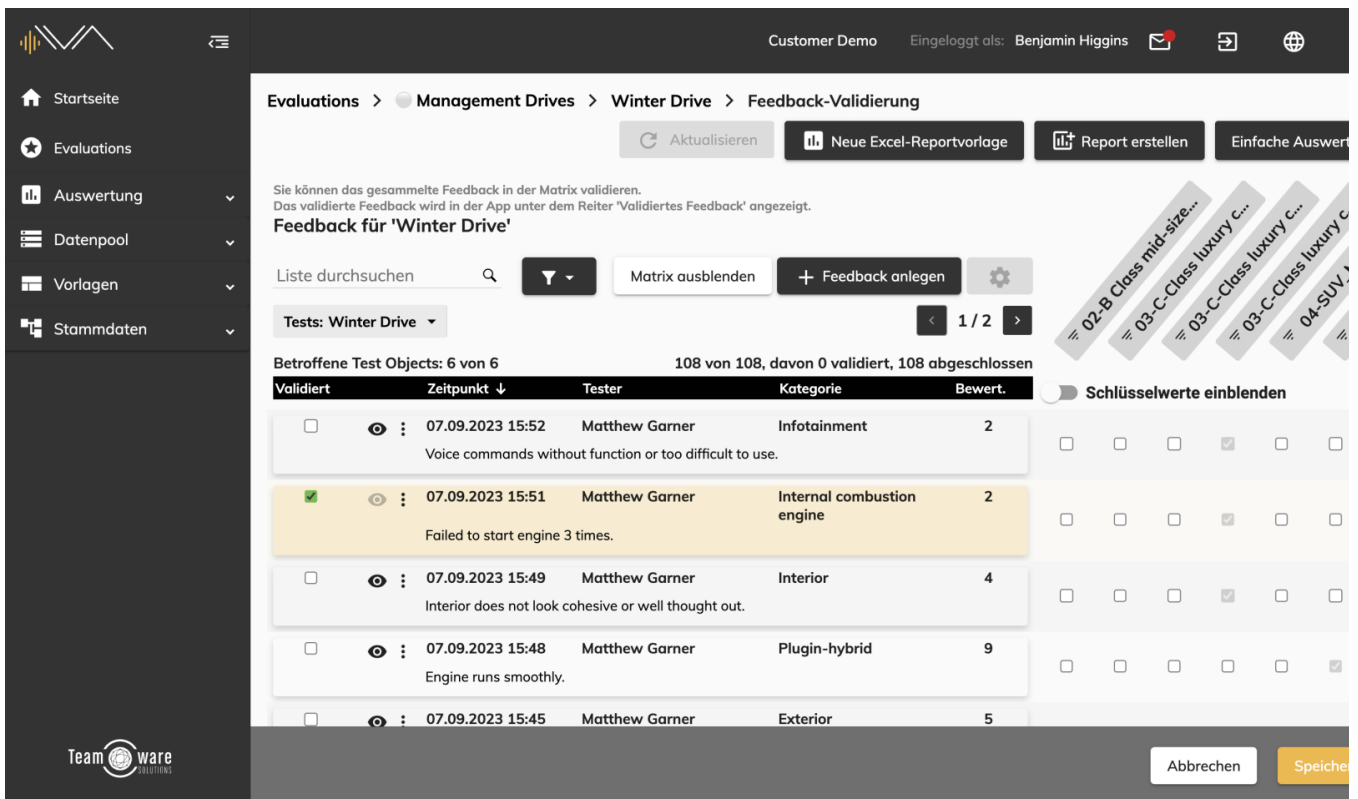 Customer Demo Eingeloggt als: Benjamin Higgins
Startseite
Evaluations
Auswertung
Datenpool
Vorlagen
Stammdaten
Team ware
SOLUTIONS
Evaluations > Management Drives > Winter Drive > Feedback-Validierung
Aktualisieren Neue Excel-Reportvorlage Report erstellen Einfache Auswert
Sie können das gesammelte Feedback in der Matrix validieren.
Das validierte Feedback wird in der App unter dem Reiter 'Validiertes Feedback' angezeigt.
Feedback für 'Winter Drive'
Liste durchsuchen Matrix ausblenden + Feedback anlegen
Tests: Winter Drive < 1 / 2 >
02-B Class mid-size...
03-C-Class luxury c...
03-C-Class luxury c...
03-C-Class luxury c
04-SUV_
Betroffene Test Objects: 6 von 6 108 von 108, davon 0 validiert, 108 abgeschlossen
Validiert Zeitpunkt ↓ Tester Kategorie Bewert.
Schlüsselwerte einblenden
07.09.2023 15:52 Matthew Garner Infotainment 2
Voice commands without function or too difficult to use.
07.09.2023 15:51 Matthew Garner Internal combustion 2
engine
Failed to start engine 3 times.
07.09.2023 15:49 Matthew Garner Interior 4
Interior does not look cohesive or well thought out.
07.09.2023 15:48 Matthew Garner Plugin-hybrid 9
Engine runs smoothly.
07.09.2023 15:45 Matthew Garner Exterior 5
Abbrechen Speicher